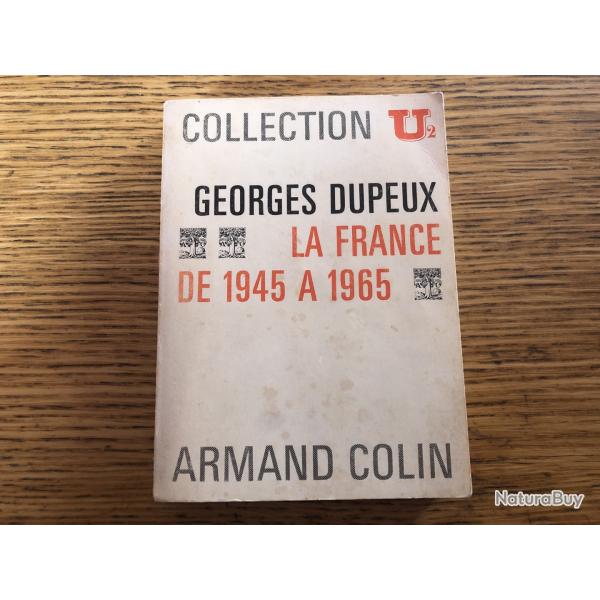 COLLECTION U2
GEORGES DUPEUX
LA FRANCE
DE 1945 A 1965
ARMAND COLIN
NaturaBuy